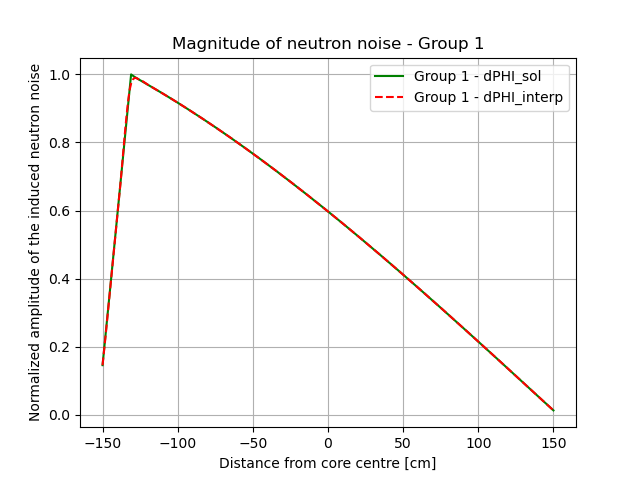 Magnitude of neutron noise - Group 1
Group 1 - dPHI_sol
Group 1 - dPHI_interp
Normalized amplitude of the induced neutron noise
1.0
0.8
0.6
0.4
0.2
0.0
−150 −100 −50 0 50 100 150
Distance from core centre [cm]